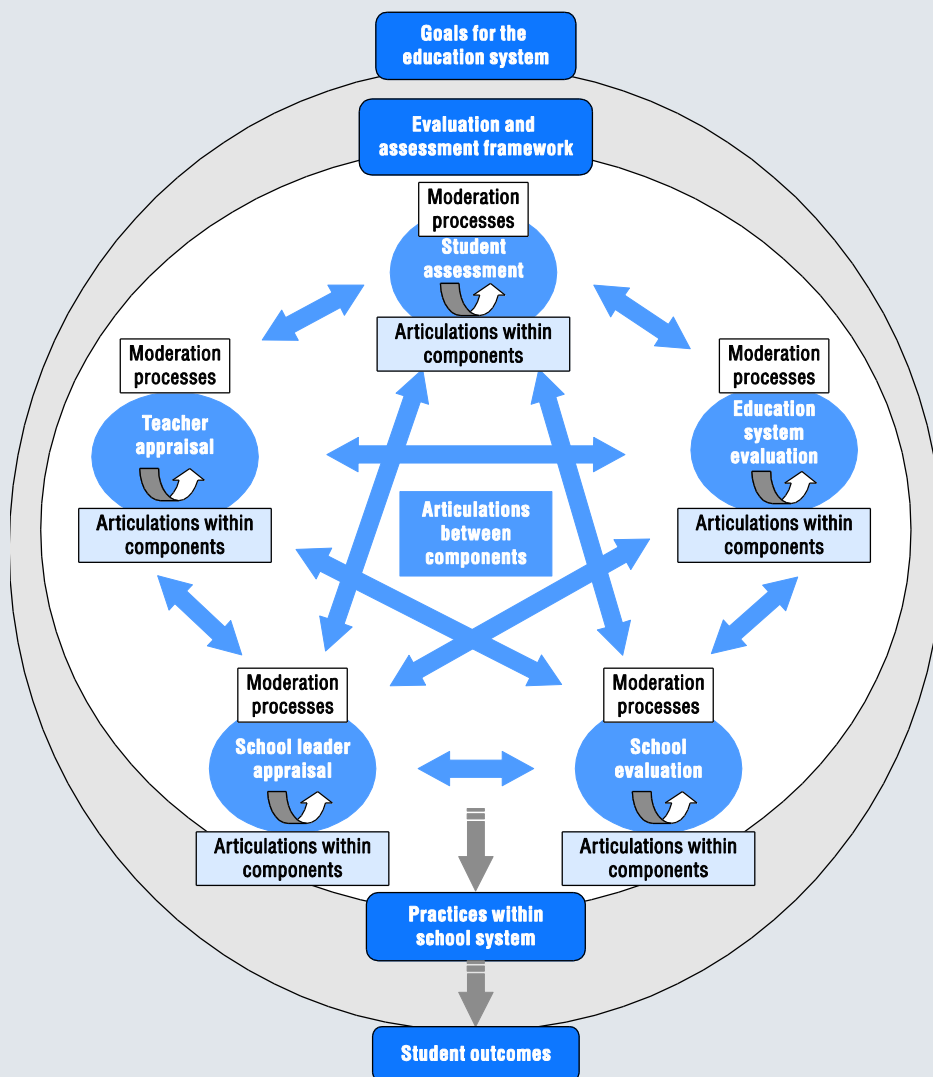 Goals for the
education system
Evaluation and
assessment framework
Moderation
processes
Student
assessment
Articulations within
components
Moderation
processes
Teacher
appraisal
Articulations within
components
Moderation
processes
Education
system
evaluation
Articulations within
components
Articulations
between
components
Moderation
processes
School leader
appraisal
Articulations within
components
Moderation
processes
School
evaluation
Articulations within
components
Practices within
school system
Student outcomes